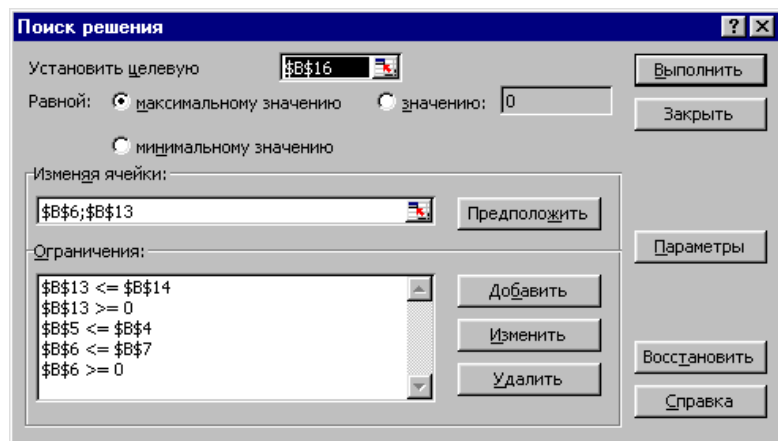 Поиск решения
Установить целевую $B$16 Выполнить
Равной: максимальному значению значению: 0 Закрыть
минимальному значению
Изменяя ячейки:
$B$6;$B$13 Предположить
Ограничения: Параметры
$B$13 <= $B$14 Добавить
$B$13 >= 0
$B$5 <= $B$4 Изменить
$B$6 <= $B$7 Восстановить
$B$6 >= 0 Удалить
Справка